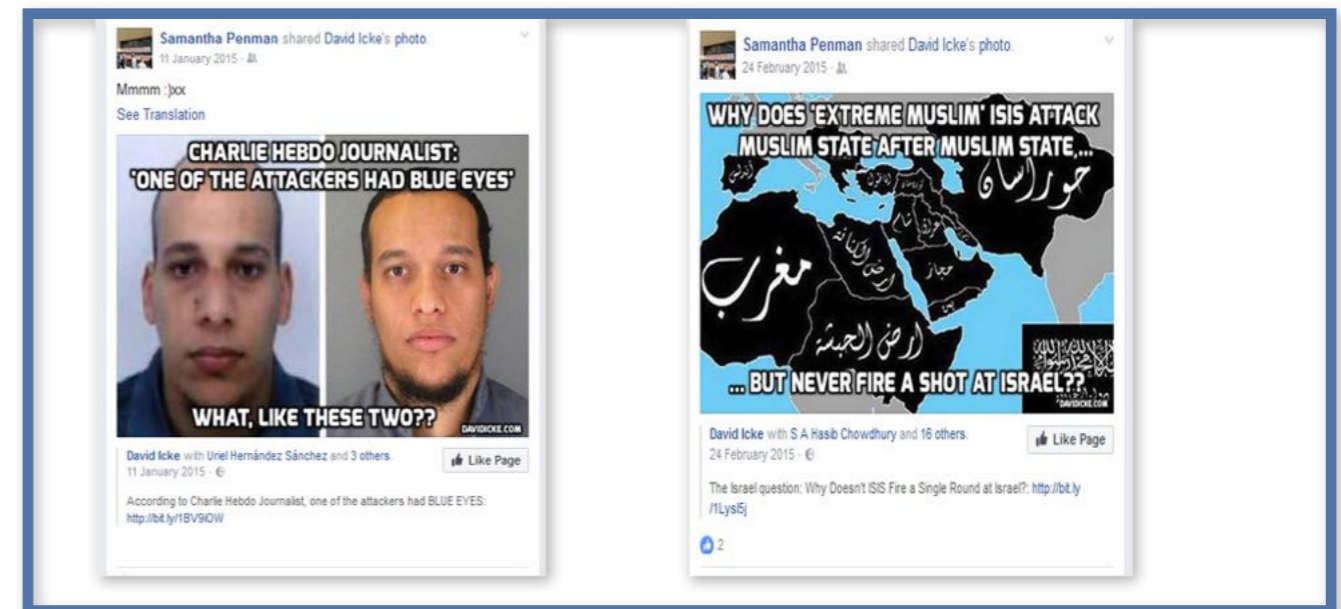 Samantha Penman shared David Icke's photo.
11 January 2015
Mmmm :)xx
See Translation
CHARLIE HEBDO JOURNALIST:
'ONE OF THE ATTACKERS HAD BLUE EYES'
WHAT, LIKE THESE TWO??
DAVIDICKE.COM
David Icke with Uriel Hernández Sánchez and 3 others.
11 January 2015
Like Page
According to Charlie Hebdo Journalist, one of the attackers had BLUE EYES:
http://bit.ly/1BV9iOW
Samantha Penman shared David Icke's photo.
24 February 2015
WHY DOES 'EXTREME MUSLIM' ISIS ATTACK
MUSLIM STATE AFTER MUSLIM STATE,...
خوراسان
مغرب
حجاز
ارض الحبشة
... BUT NEVER FIRE A SHOT AT ISRAEL??
DAVIDICKE.COM
David Icke with S A Hasib Chowdhury and 16 others.
24 February 2015
Like Page
The Israel question: Why Doesn't ISIS Fire a Single Round at Israel?: http://bit.ly
/1Lysl5j
2